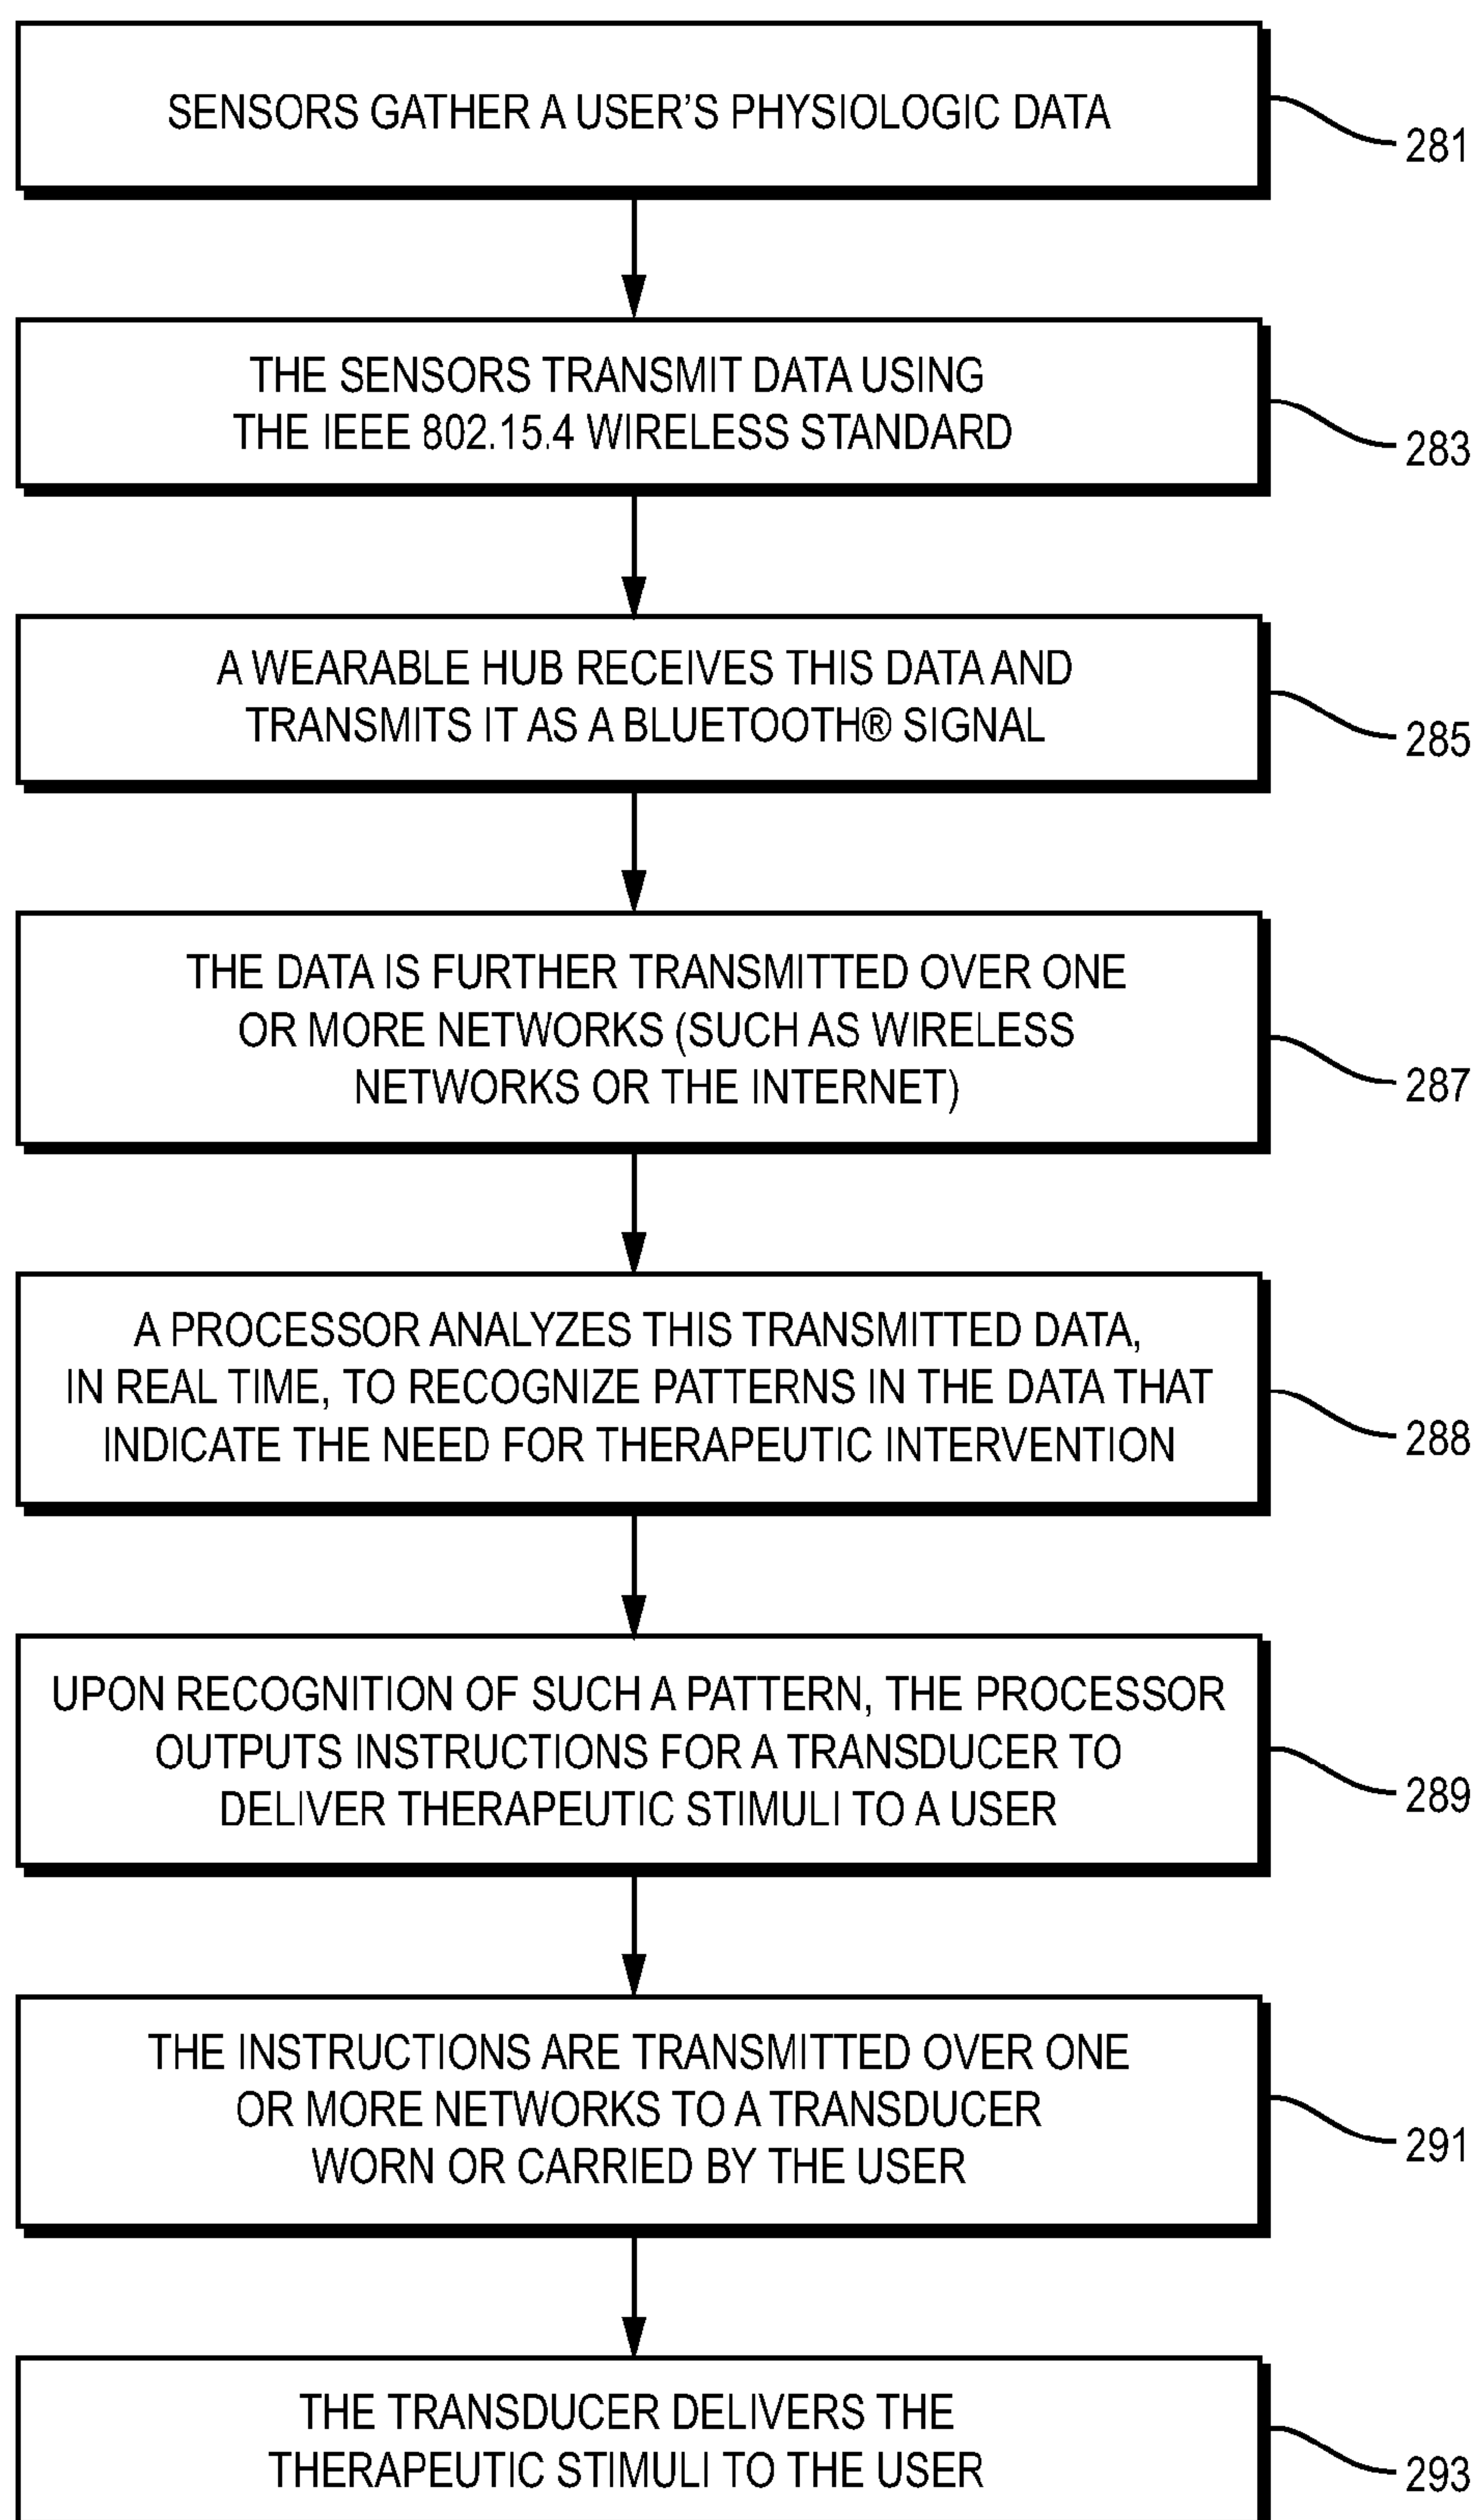 SENSORS GATHER A USER'S PHYSIOLOGIC DATA
281
THE SENSORS TRANSMIT DATA USING
THE IEEE 802.15.4 WIRELESS STANDARD
283
A WEARABLE HUB RECEIVES THIS DATA AND
TRANSMITS IT AS A BLUETOOTH® SIGNAL
285
THE DATA IS FURTHER TRANSMITTED OVER ONE
OR MORE NETWORKS (SUCH AS WIRELESS
NETWORKS OR THE INTERNET)
287
A PROCESSOR ANALYZES THIS TRANSMITTED DATA,
IN REAL TIME, TO RECOGNIZE PATTERNS IN THE DATA THAT
INDICATE THE NEED FOR THERAPEUTIC INTERVENTION
288
UPON RECOGNITION OF SUCH A PATTERN, THE PROCESSOR
OUTPUTS INSTRUCTIONS FOR A TRANSDUCER TO
DELIVER THERAPEUTIC STIMULI TO A USER
289
THE INSTRUCTIONS ARE TRANSMITTED OVER ONE
OR MORE NETWORKS TO A TRANSDUCER
WORN OR CARRIED BY THE USER
291
THE TRANSDUCER DELIVERS THE
THERAPEUTIC STIMULI TO THE USER
293